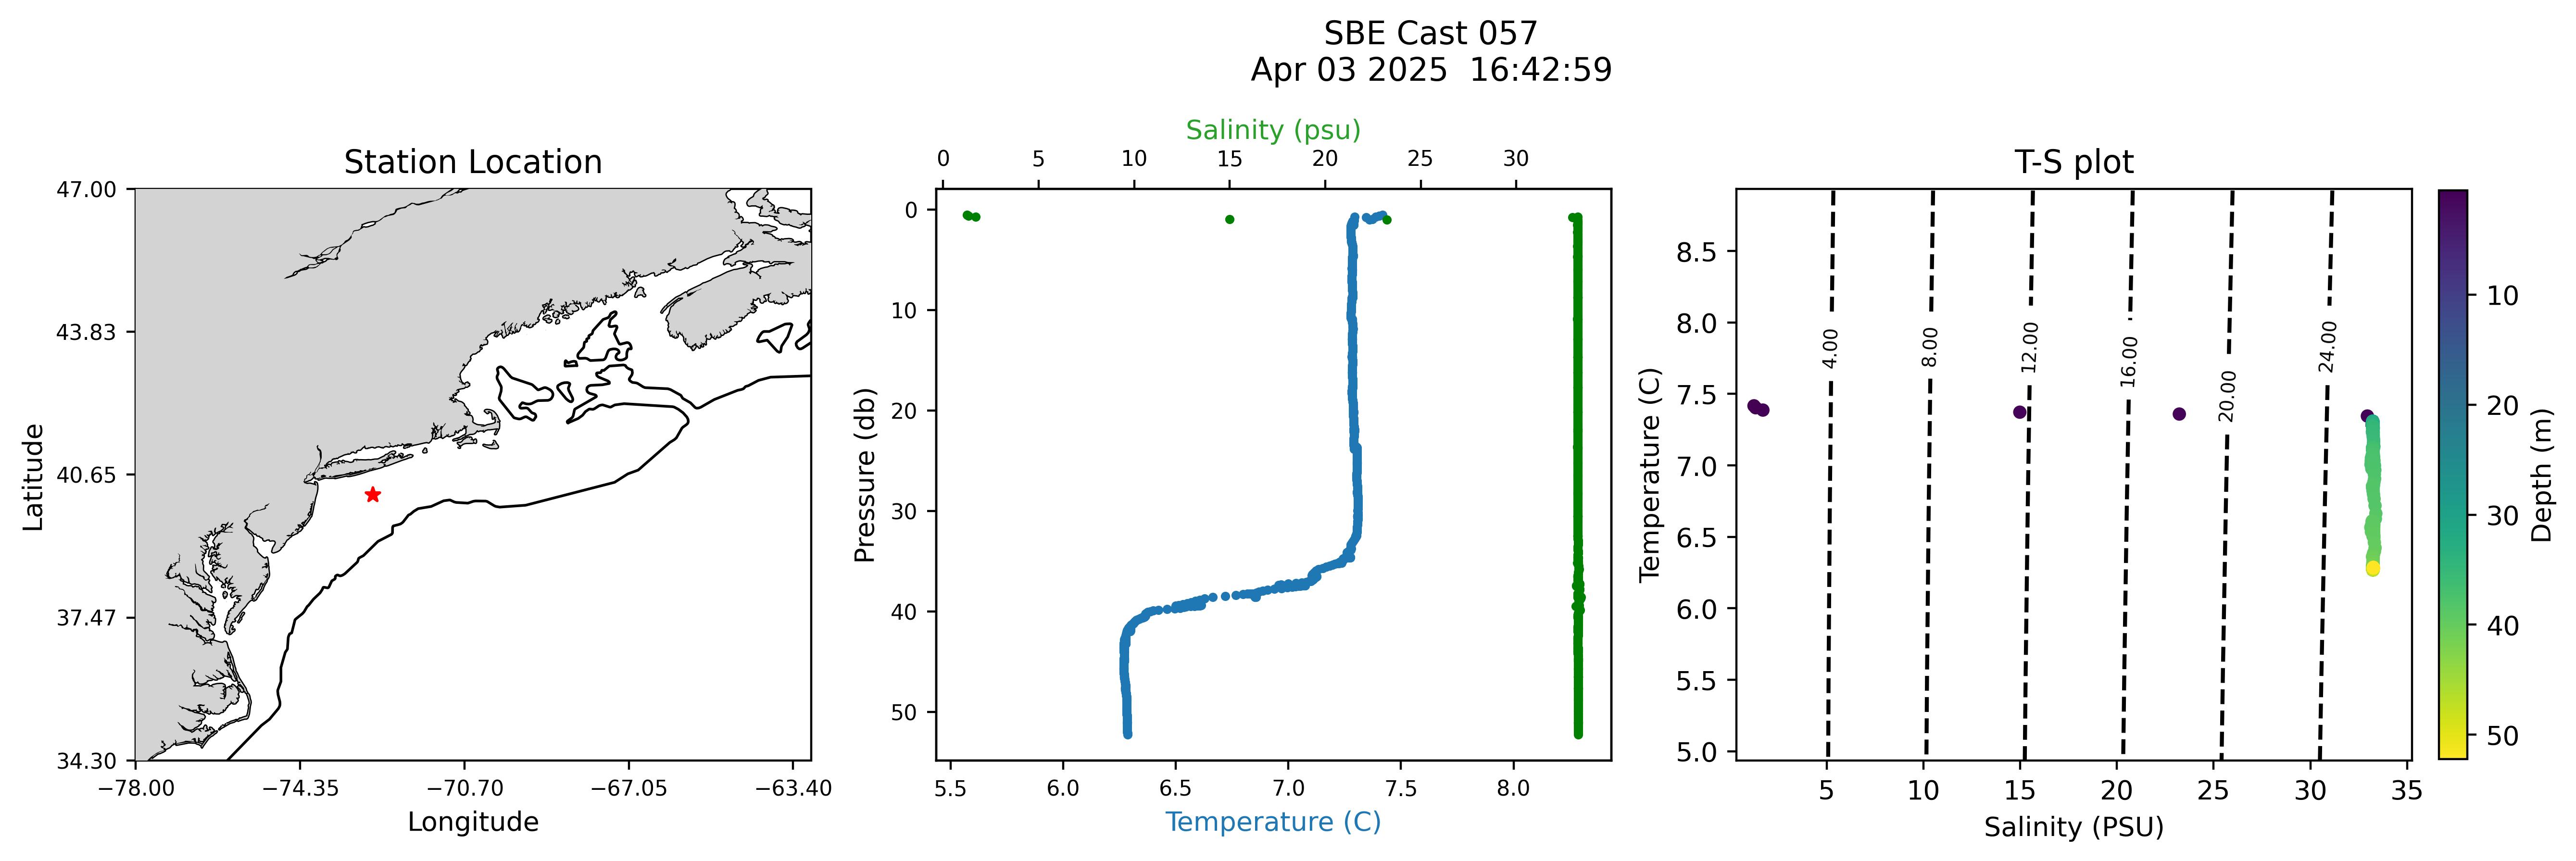 SBE Cast 057
Apr 03 2025  16:42:59
Station Location
47.00
43.83
40.65
37.47
34.30
Latitude
−78.00 −74.35 −70.70 −67.05 −63.40
Longitude
Salinity (psu)
0 5 10 15 20 25 30
0
10
20
30
40
50
Pressure (db)
5.5 6.0 6.5 7.0 7.5 8.0
Temperature (C)
T-S plot
8.5
8.0
7.5
7.0
6.5
6.0
5.5
5.0
Temperature (C)
4.00
8.00
12.00
16.00
20.00
24.00
5 10 15 20 25 30 35
Salinity (PSU)
10
20
30
40
50
Depth (m)